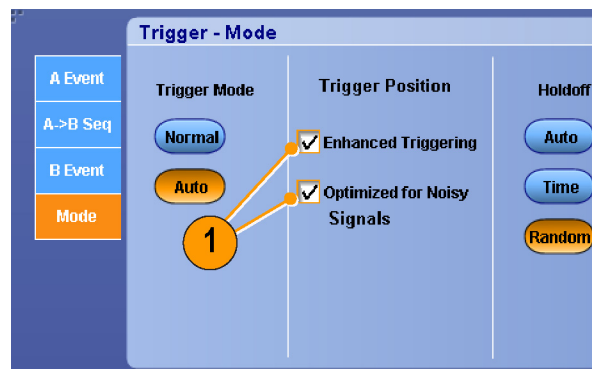 Trigger - Mode
A Event
A->B Seq
B Event
Mode
Trigger Mode
Normal
Auto
1
Trigger Position
Enhanced Triggering
Optimized for Noisy
Signals
Holdoff
Auto
Time
Random